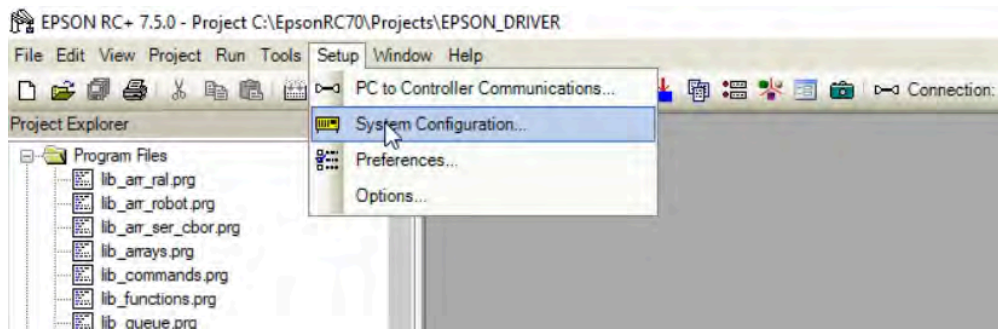 EPSON RC+ 7.5.0 - Project C:\EpsonRC70\Projects\EPSON_DRIVER
File Edit View Project Run Tools Setup Window Help
PC to Controller Communications...
Connection:
Project Explorer
System Configuration...
Program Files
Preferences...
lib_arr_ral.prg
lib_arr_robot.prg
Options...
lib_arr_ser_cbor.prg
lib_arrays.prg
lib_commands.prg
lib_functions.prg
lib_queue.prg